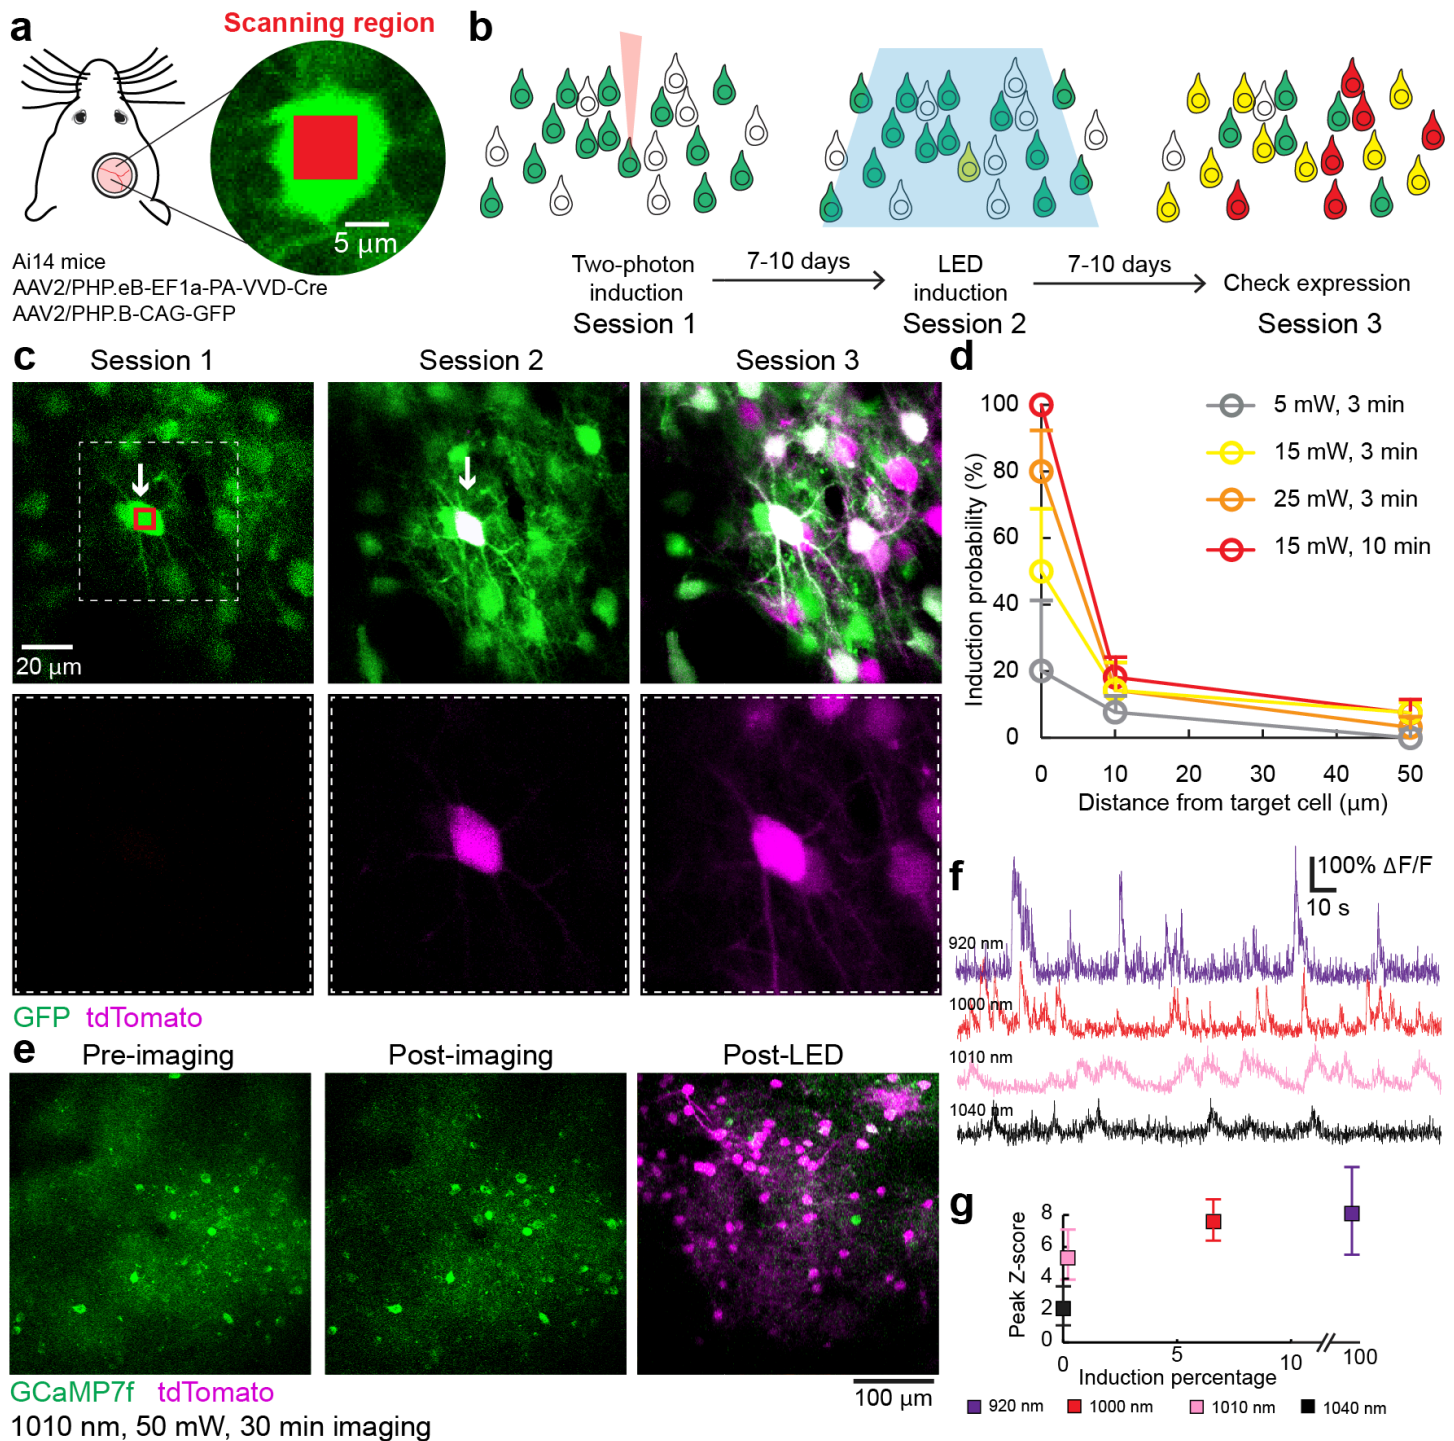 a
Scanning region
5 µm
Ai14 mice
AAV2/PHP.eB-EF1a-PA-VVD-Cre
AAV2/PHP.B-CAG-GFP
b
Two-photon
induction
Session 1
7-10 days
LED
induction
Session 2
7-10 days
Check expression
Session 3
c
Session 1
Session 2
Session 3
20 µm
GFP tdTomato
d
Induction probability (%)
100
80
60
40
20
0
0 10 20 30 40 50
Distance from target cell (µm)
5 mW, 3 min
15 mW, 3 min
25 mW, 3 min
15 mW, 10 min
e
Pre-imaging
Post-imaging
Post-LED
GCaMP7f tdTomato
100 µm
1010 nm, 50 mW, 30 min imaging
f
100% ΔF/F
10 s
920 nm
1000 nm
1010 nm
1040 nm
g
Peak Z-score
8
6
4
2
0
0 5 10 100
Induction percentage
920 nm 1000 nm 1010 nm 1040 nm